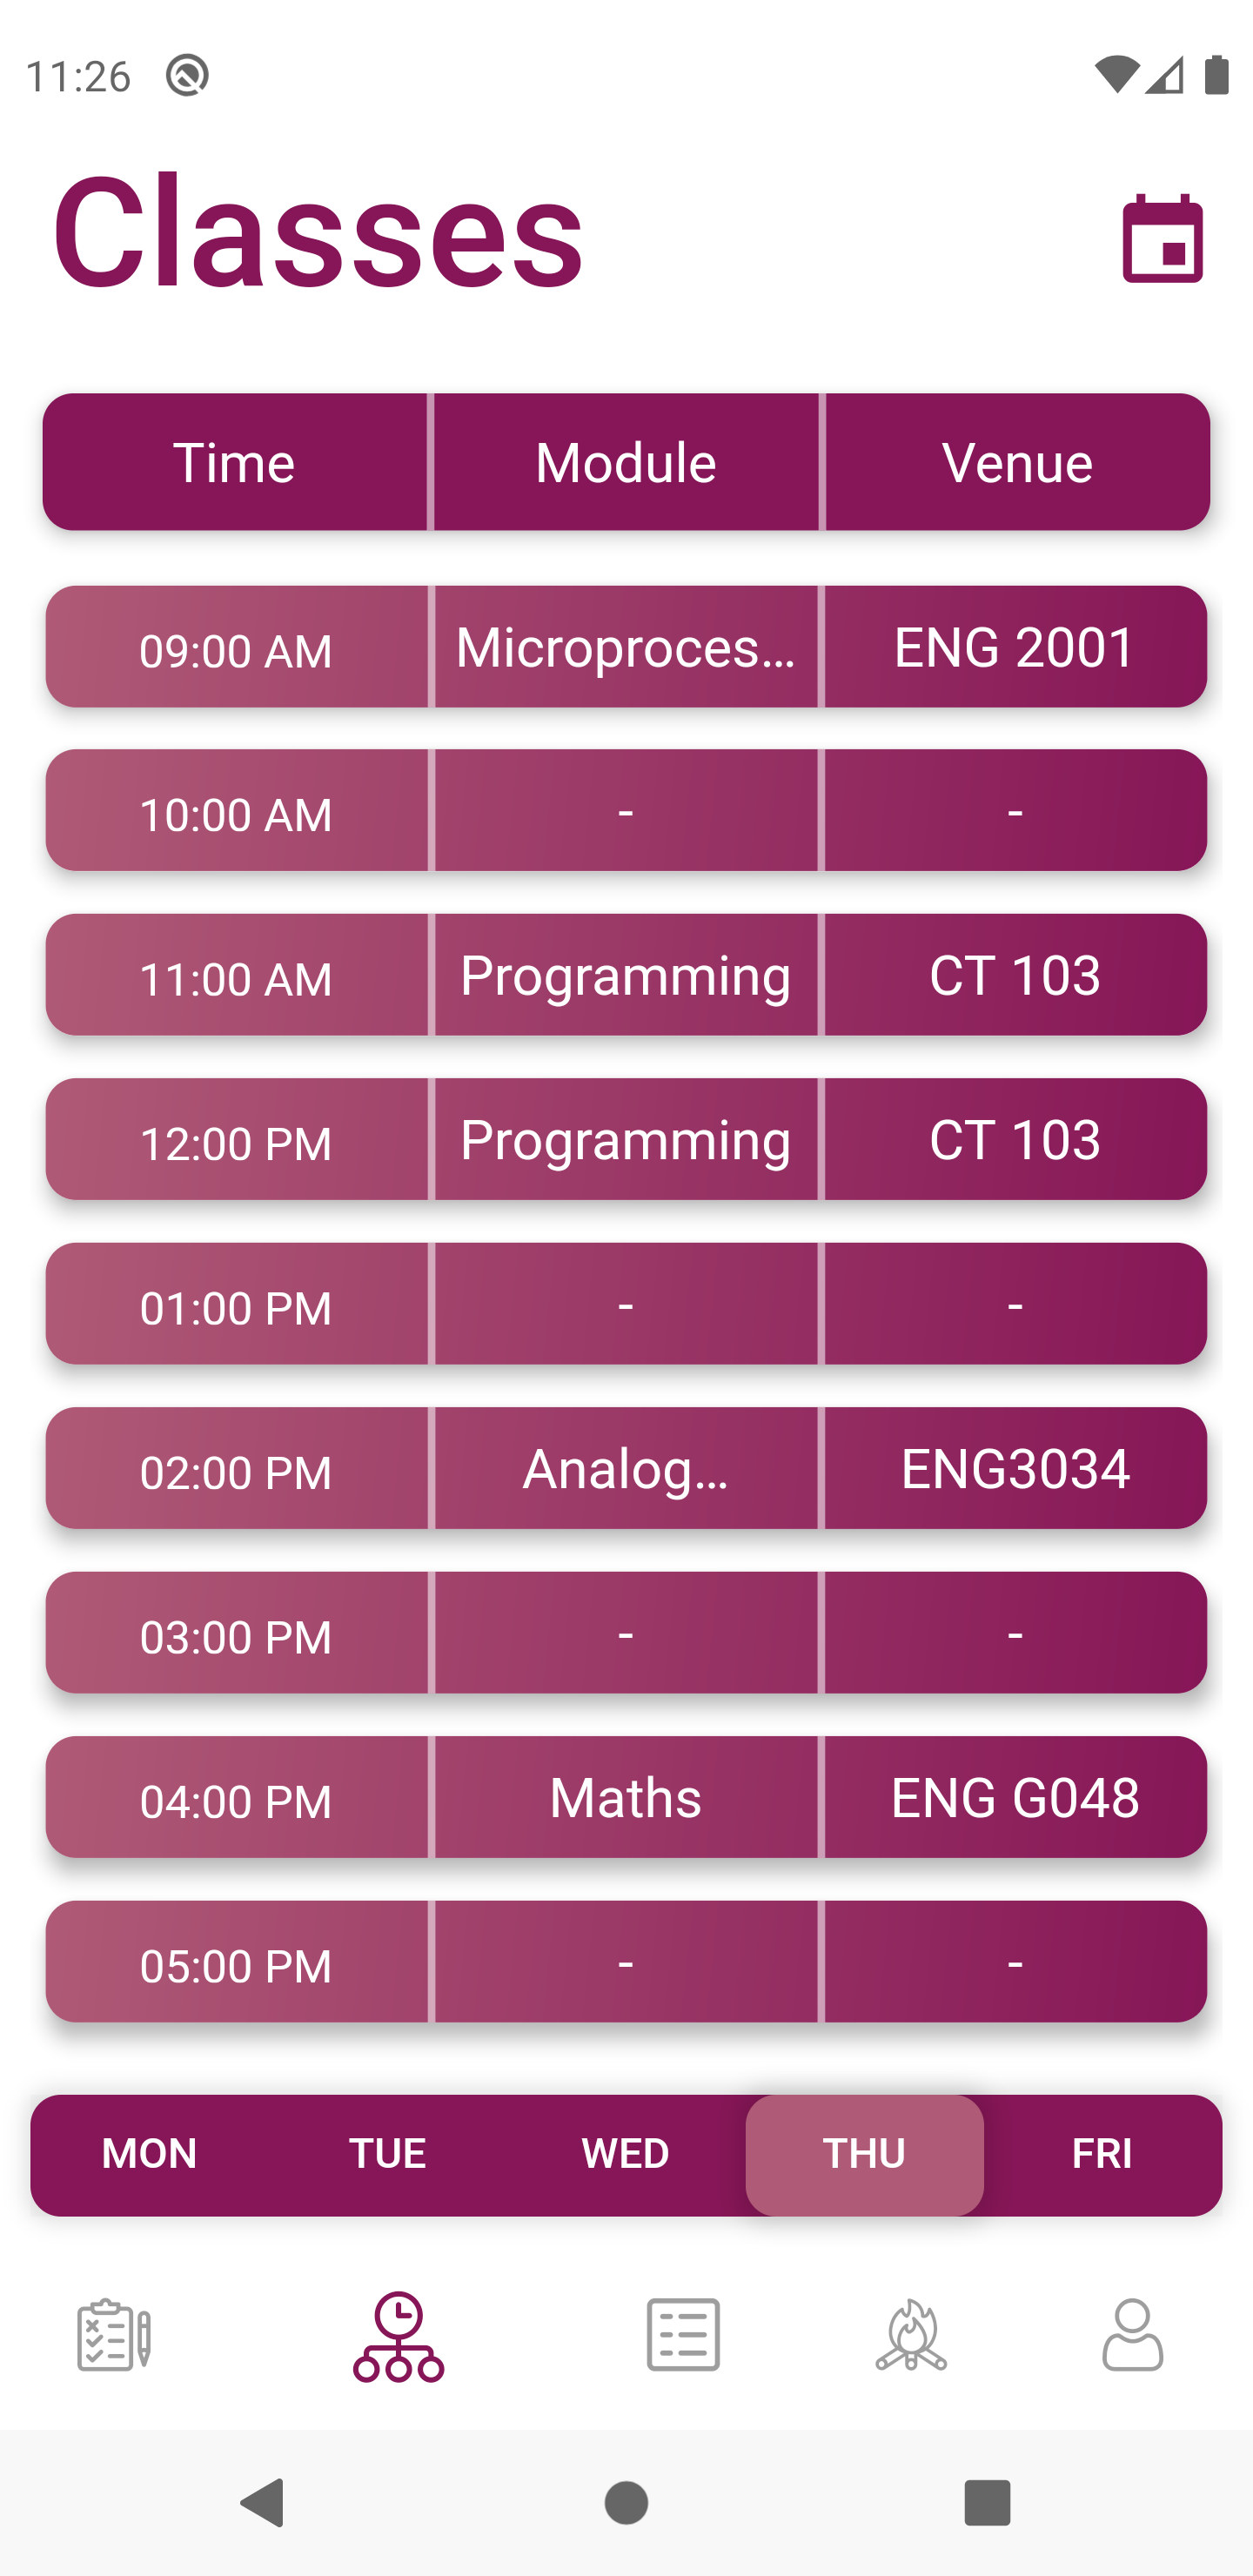 11:26
Classes
Time Module Venue
09:00 AM Microproces... ENG 2001
10:00 AM - -
11:00 AM Programming CT 103
12:00 PM Programming CT 103
01:00 PM - -
02:00 PM Analog... ENG3034
03:00 PM - -
04:00 PM Maths ENG G048
05:00 PM - -
MON TUE WED THU FRI